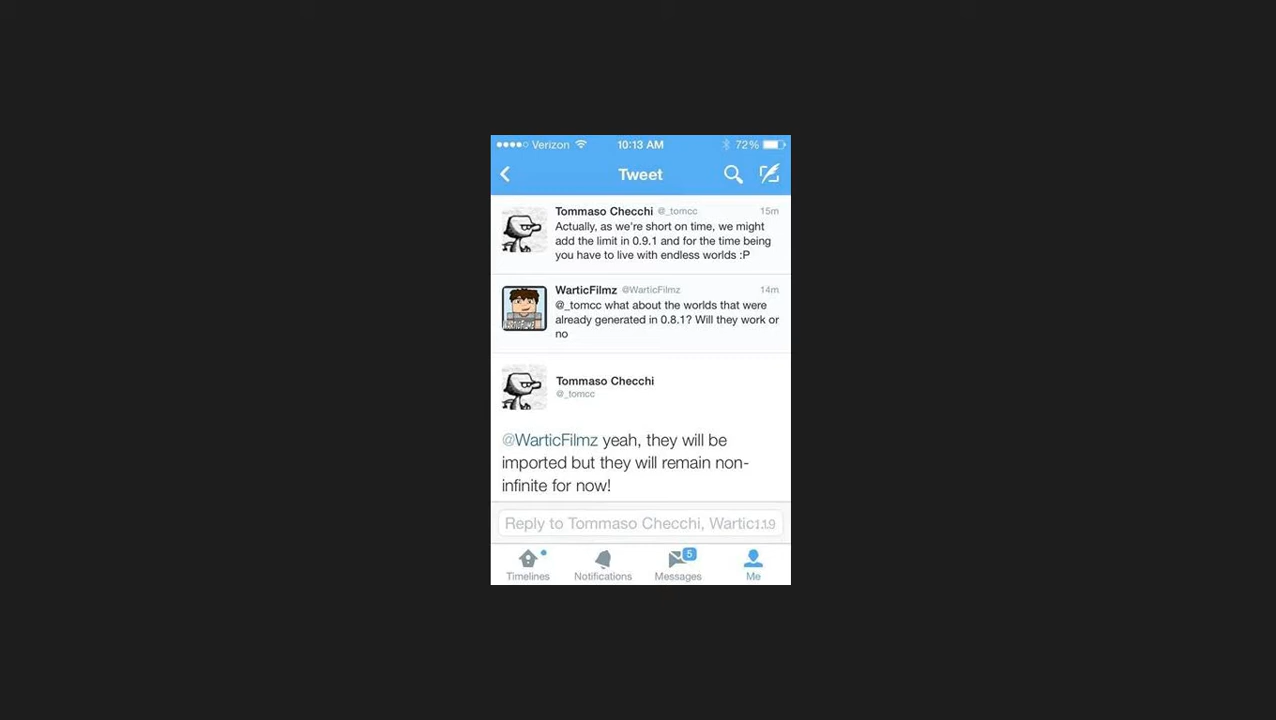 Verizon 10:13 AM 72%
Tweet
Tommaso Checchi @_tomcc 15m
Actually, as we're short on time, we might
add the limit in 0.9.1 and for the time being
you have to live with endless worlds :P
WarticFilmz @WarticFilmz 14m
@_tomcc what about the worlds that were
already generated in 0.8.1? Will they work or
no
WarticFilmz
Tommaso Checchi
@_tomcc
@WarticFilmz yeah, they will be
imported but they will remain non-
infinite for now!
Reply to Tommaso Checchi, Wartic
5
Timelines Notifications Messages Me